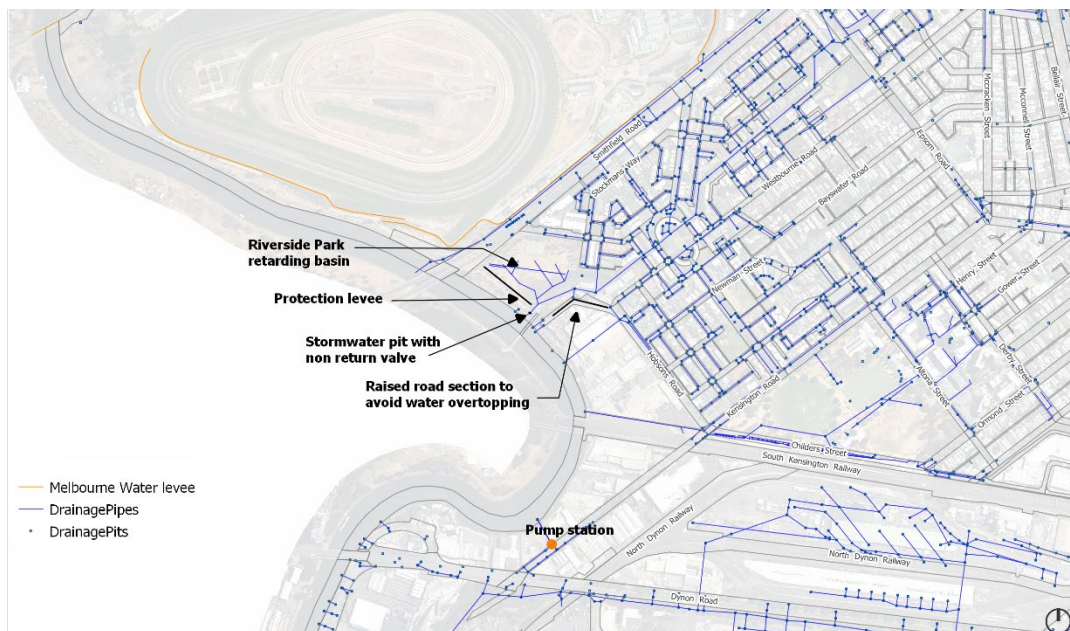 Smithfield Road
Stockmans Way
Westbourne Road
Bayswater Road
Epsom Road
Mccracken Street
Mcconnell Street
Bellair Street
Riverside Park
retarding basin
Protection levee
Stormwater pit with
non return valve
Raised road section to
avoid water overtopping
Newman Street
Henry Street
Gower Street
Hobsons Road
Kensington Road
Altona Street
Derby Street
Ormond Street
Childers Street
South Kensington Railway
Melbourne Water levee
DrainagePipes
DrainagePits
Pump station
North Dynon Railway
North Dynon Railway
Dynon Road